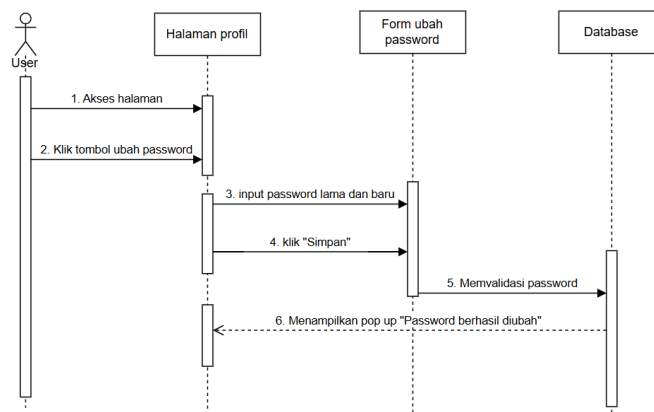 User
Halaman profil
Form ubah
password
Database
1. Akses halaman
2. Klik tombol ubah password
3. input password lama dan baru
4. klik "Simpan"
5. Memvalidasi password
6. Menampilkan pop up "Password berhasil diubah"